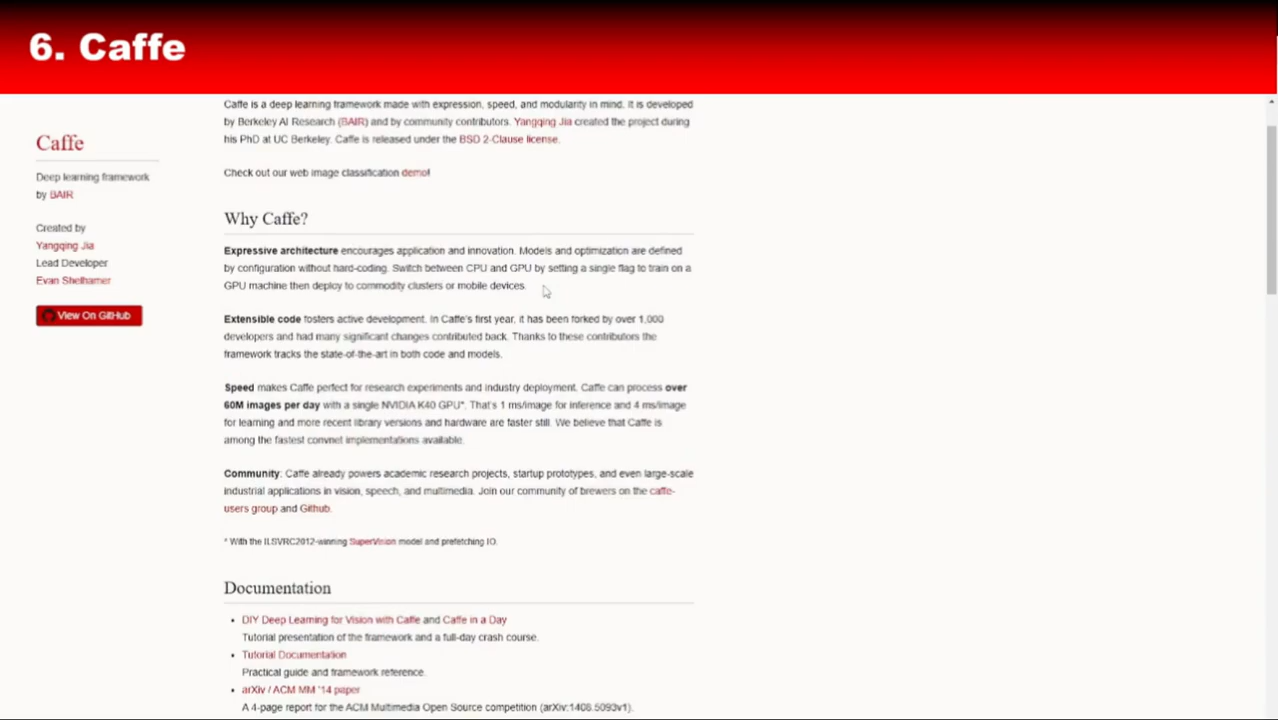 6. Caffe
Caffe
Deep learning framework
by BAIR
Created by
Yangqing Jia
Lead Developer
Evan Shelhamer
View On GitHub
Caffe is a deep learning framework made with expression, speed, and modularity in mind. It is developed
by Berkeley AI Research (BAIR) and by community contributors. Yangqing Jia created the project during
his PhD at UC Berkeley. Caffe is released under the BSD 2-Clause license.
Check out our web image classification demo!
Why Caffe?
Expressive architecture encourages application and innovation. Models and optimization are defined
by configuration without hard-coding. Switch between CPU and GPU by setting a single flag to train on a
GPU machine then deploy to commodity clusters or mobile devices.
Extensible code fosters active development. In Caffe's first year, it has been forked by over 1,000
developers and had many significant changes contributed back. Thanks to these contributors the
framework tracks the state-of-the-art in both code and models.
Speed makes Caffe perfect for research experiments and industry deployment. Caffe can process over
60M images per day with a single NVIDIA K40 GPU*. That's 1 ms/image for inference and 4 ms/image
for learning and more recent library versions and hardware are faster still. We believe that Caffe is
among the fastest convnet implementations available.
Community: Caffe already powers academic research projects, startup prototypes, and even large-scale
industrial applications in vision, speech, and multimedia. Join our community of brewers on the caffe-
users group and Github.
* With the ILSVRC2012-winning SuperVision model and prefetching IO.
Documentation
• DIY Deep Learning for Vision with Caffe and Caffe in a Day
Tutorial presentation of the framework and a full-day crash course.
• Tutorial Documentation
Practical guide and framework reference.
• arXiv / ACM MM '14 paper
A 4-page report for the ACM Multimedia Open Source competition (arXiv:1408.5093v1).